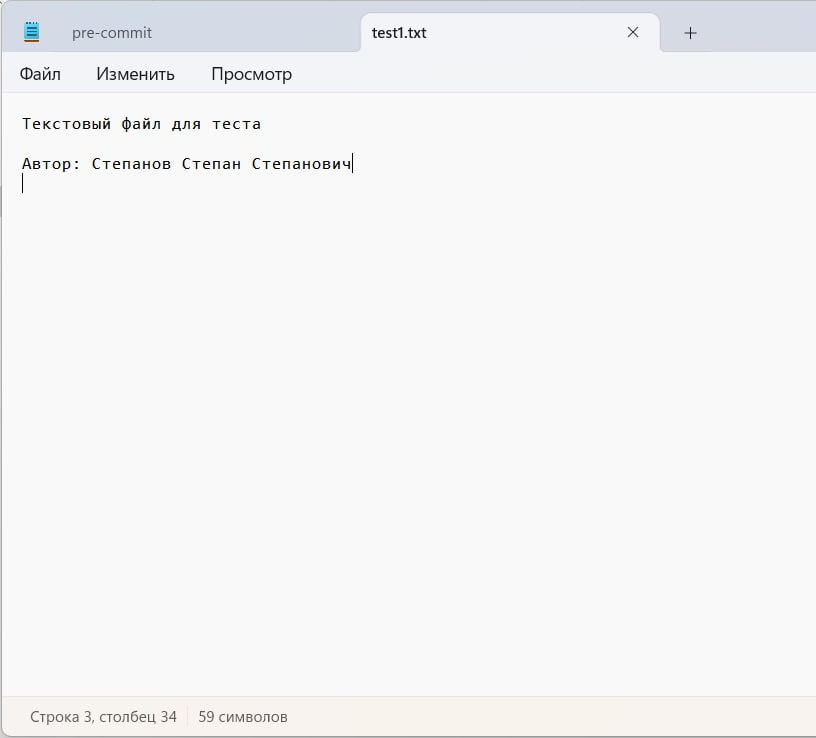 pre-commit
test1.txt
Файл Изменить Просмотр
Текстовый файл для теста
Автор: Степанов Степан Степанович
Строка 3, столбец 34 59 символов